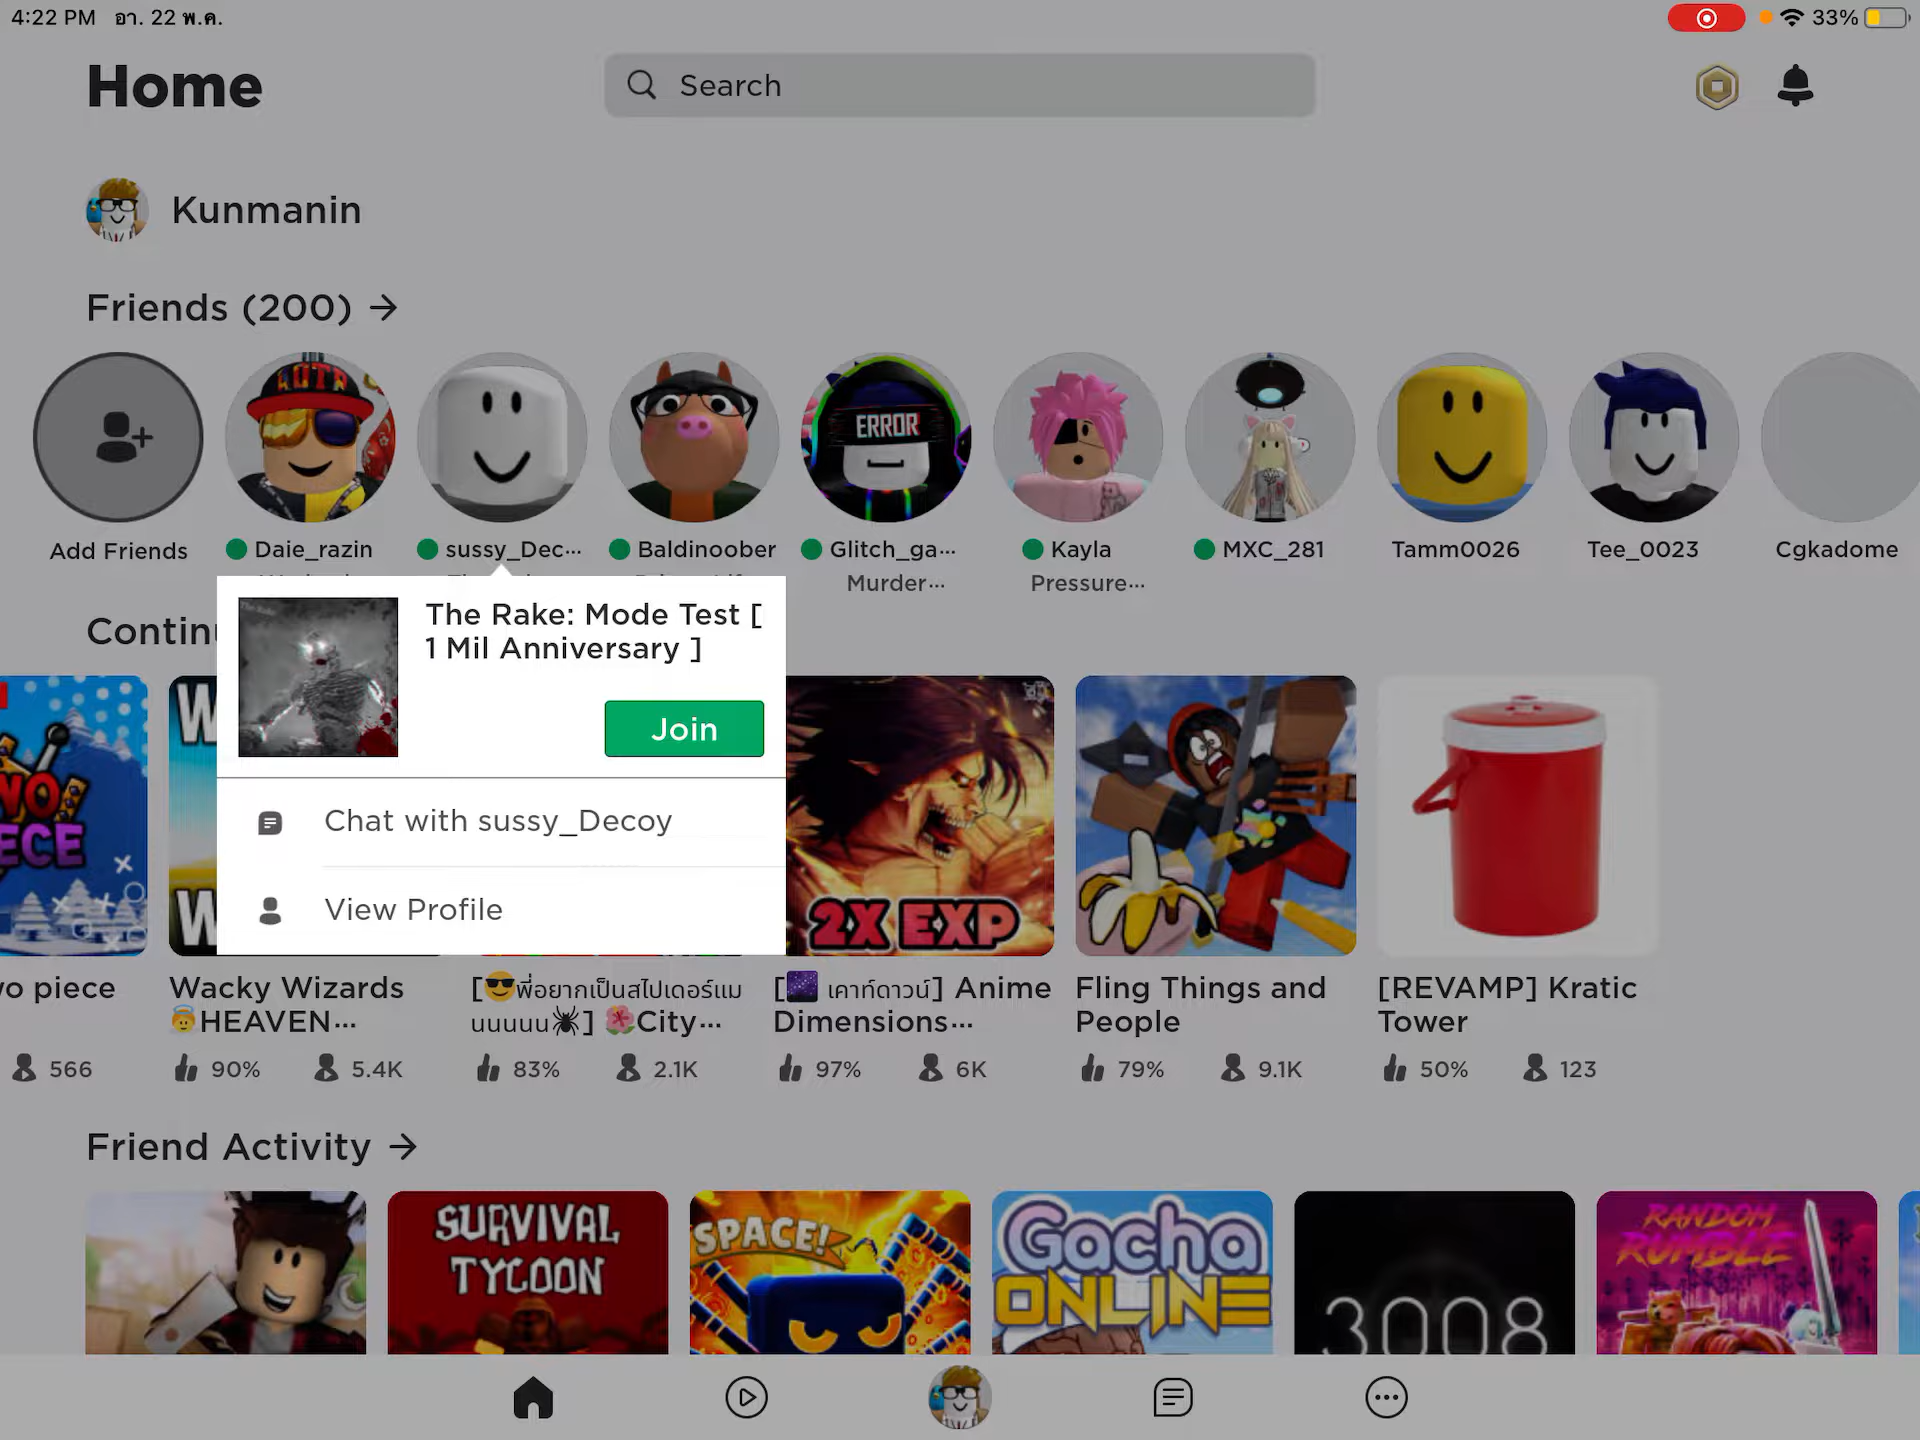 4:22 PM อา. 22 พ.ค.
33%
Home
Search
Kunmanin
Friends (200) →
LOTR
ERROR
Add Friends
Daie_razin
sussy_Dec...
Baldinoober
Glitch_ga...
Kayla
MXC_281
Tamm0026
Tee_0023
Cgkadome
Murder...
Pressure...
The Rake: Mode Test [
1 Mil Anniversary ]
Join
Chat with sussy_Decoy
View Profile
Continu
2X EXP
o piece
Wacky Wizards
😇HEAVEN...
[😎พี่อยากเป็นสไปเดอร์แม
นนนนน🕷] 🌺City...
[🌌 เคาท์ดาวน์] Anime
Dimensions...
Fling Things and
People
[REVAMP] Kratic
Tower
566
90% 5.4K
83% 2.1K
97% 6K
79% 9.1K
50% 123
Friend Activity →
SURVIVAL
TYCOON
SPACE!
Gacha
ONLINE
3008
RANDOM
RUMBLE